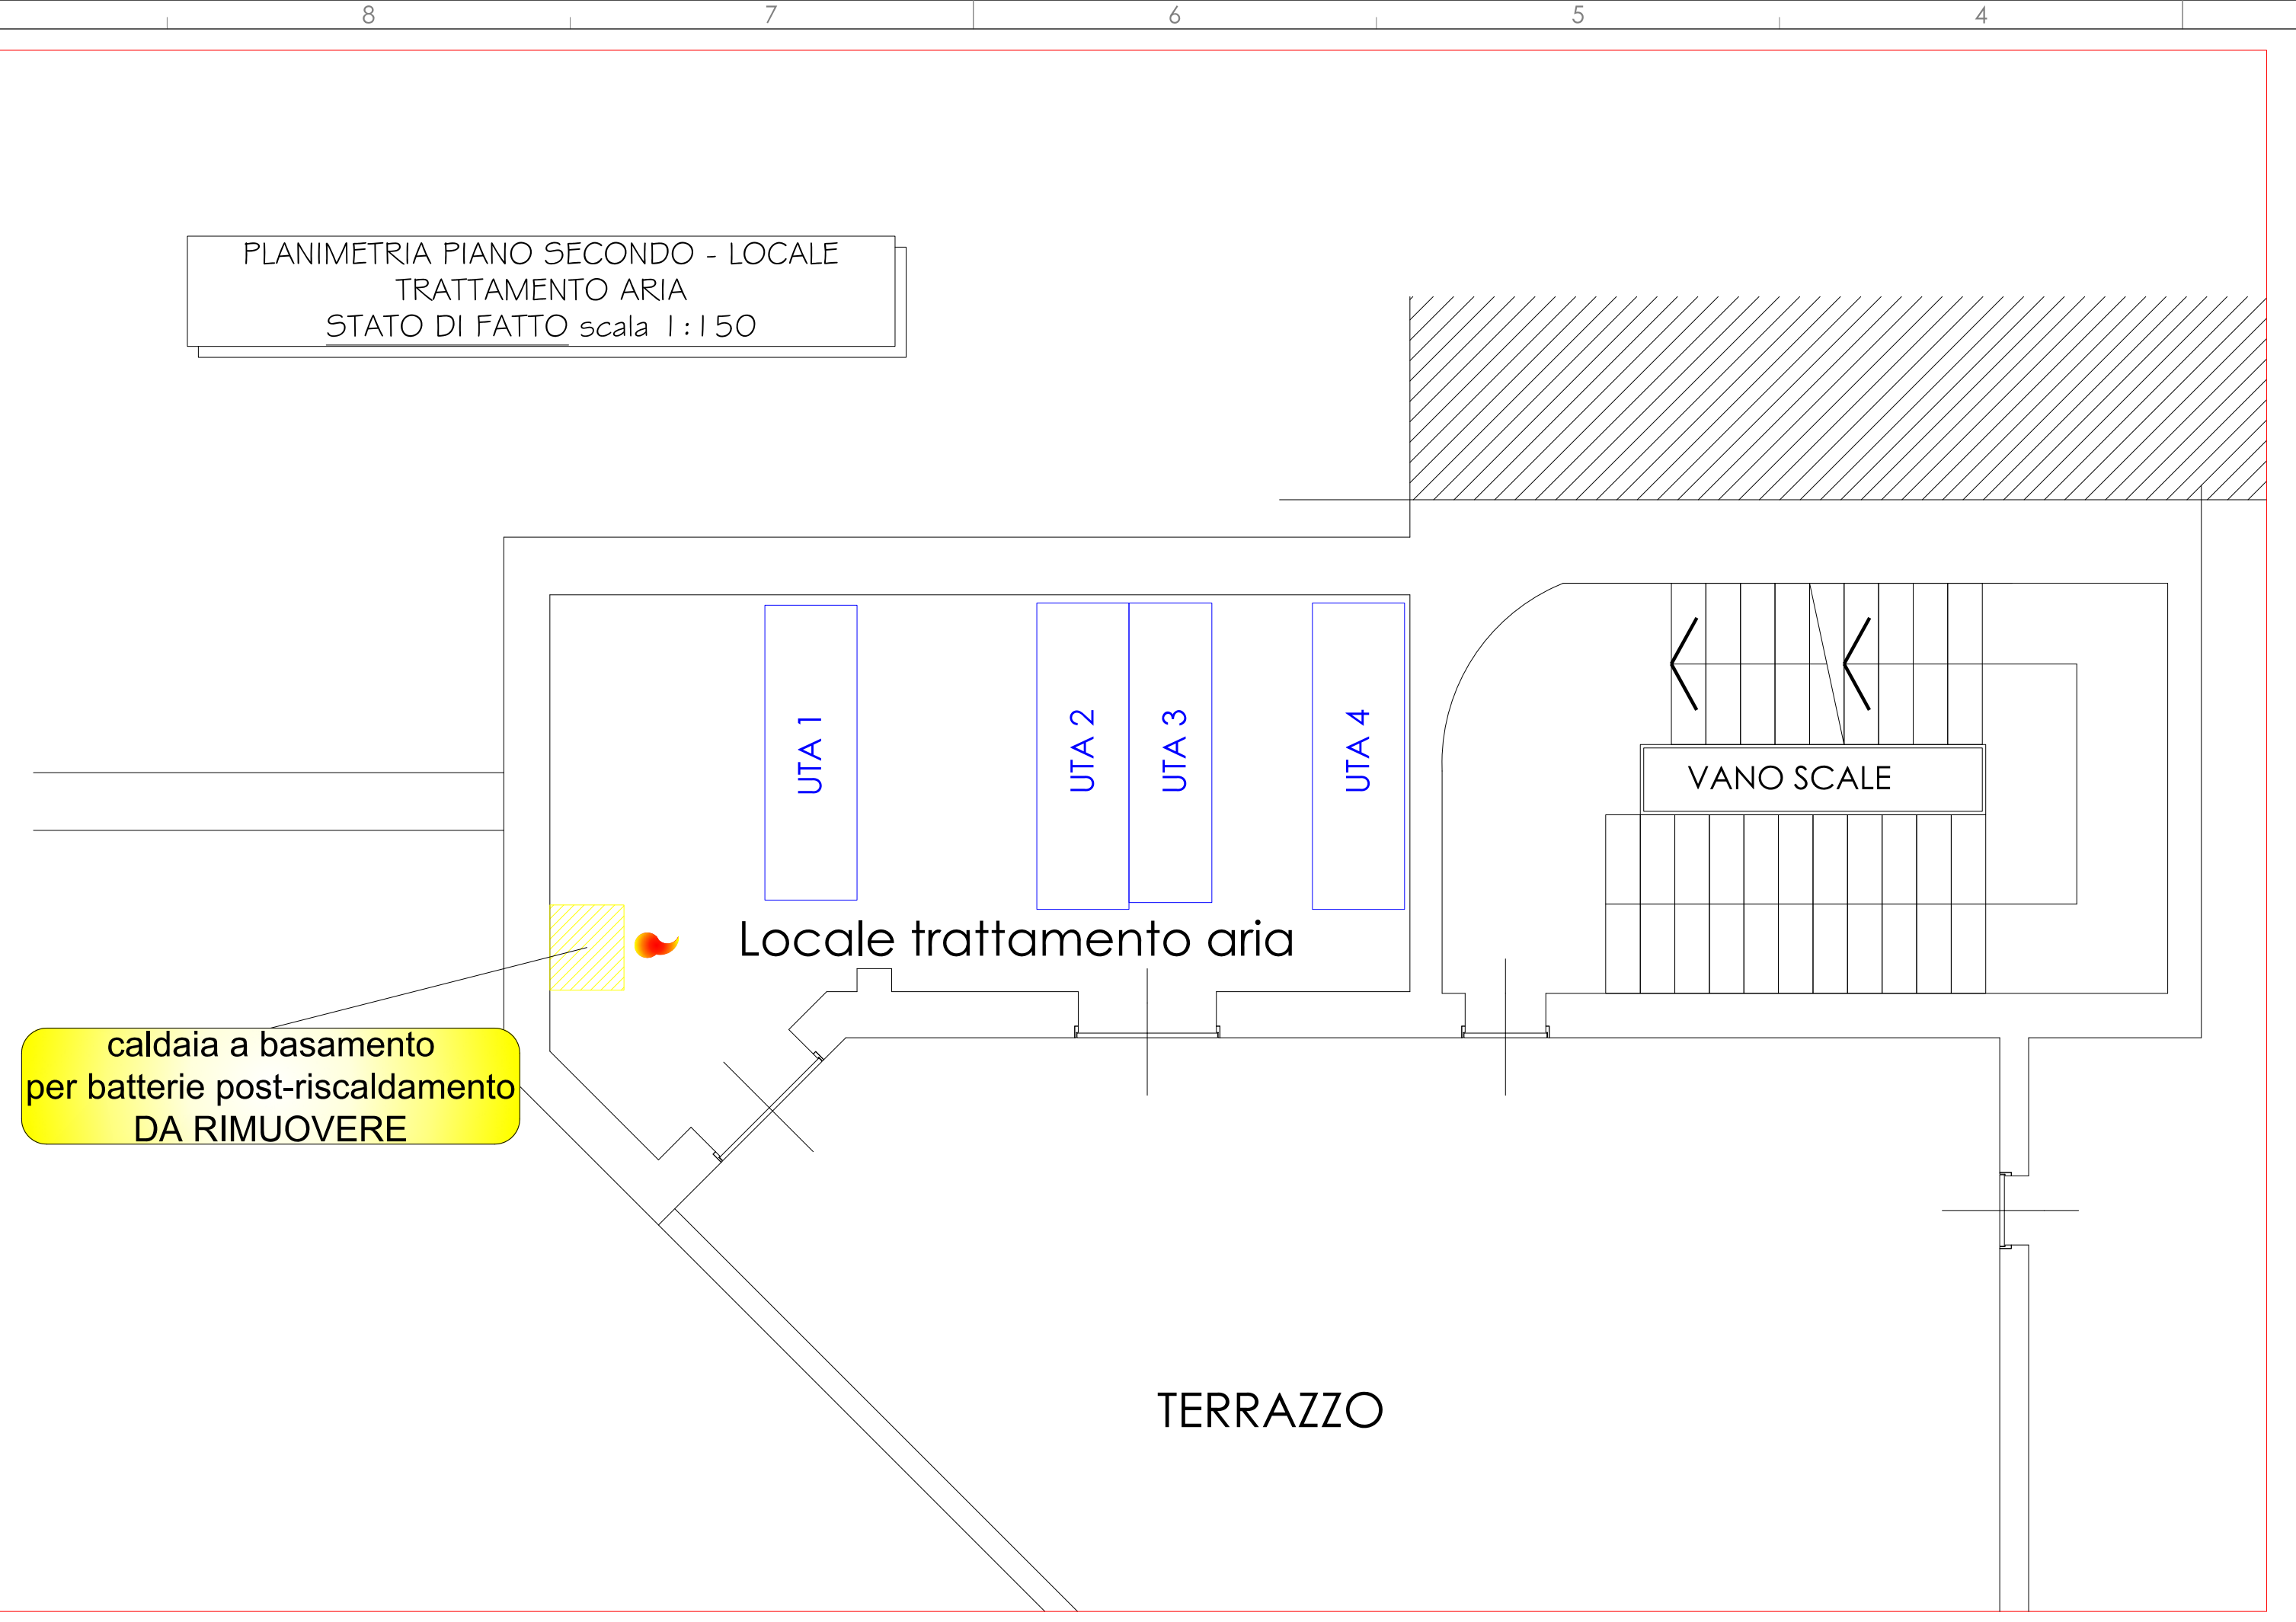 8 7 6 5 4
PLANIMETRIA PIANO SECONDO - LOCALE
TRATTAMENTO ARIA
STATO DI FATTO scala 1:150
UTA 1
UTA 2
UTA 3
UTA 4
VANO SCALE
Locale trattamento aria
caldaia a basamento
per batterie post-riscaldamento
DA RIMUOVERE
TERRAZZO